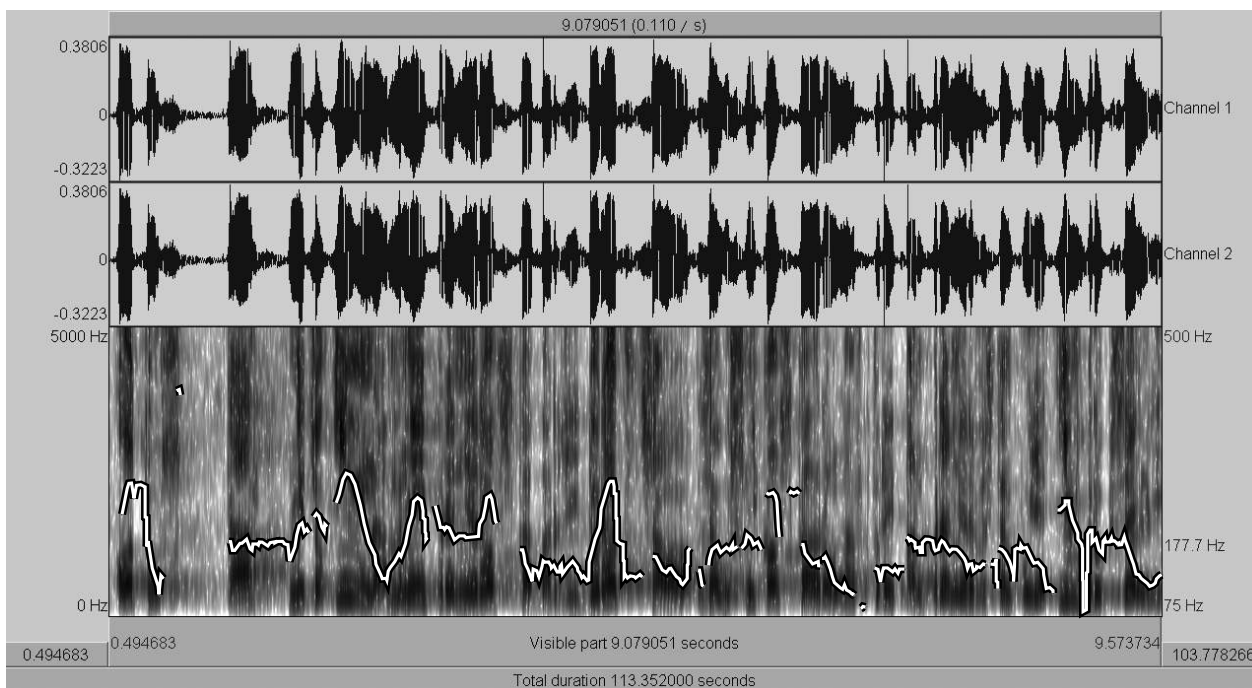 9.079051 (0.110 / s)
0.3806
0
-0.3223
Channel 1
0.3806
0
-0.3223
Channel 2
5000 Hz
500 Hz
177.7 Hz
0 Hz
75 Hz
0.494683
Visible part 9.079051 seconds
9.573734
0.494683
103.778266
Total duration 113.352000 seconds